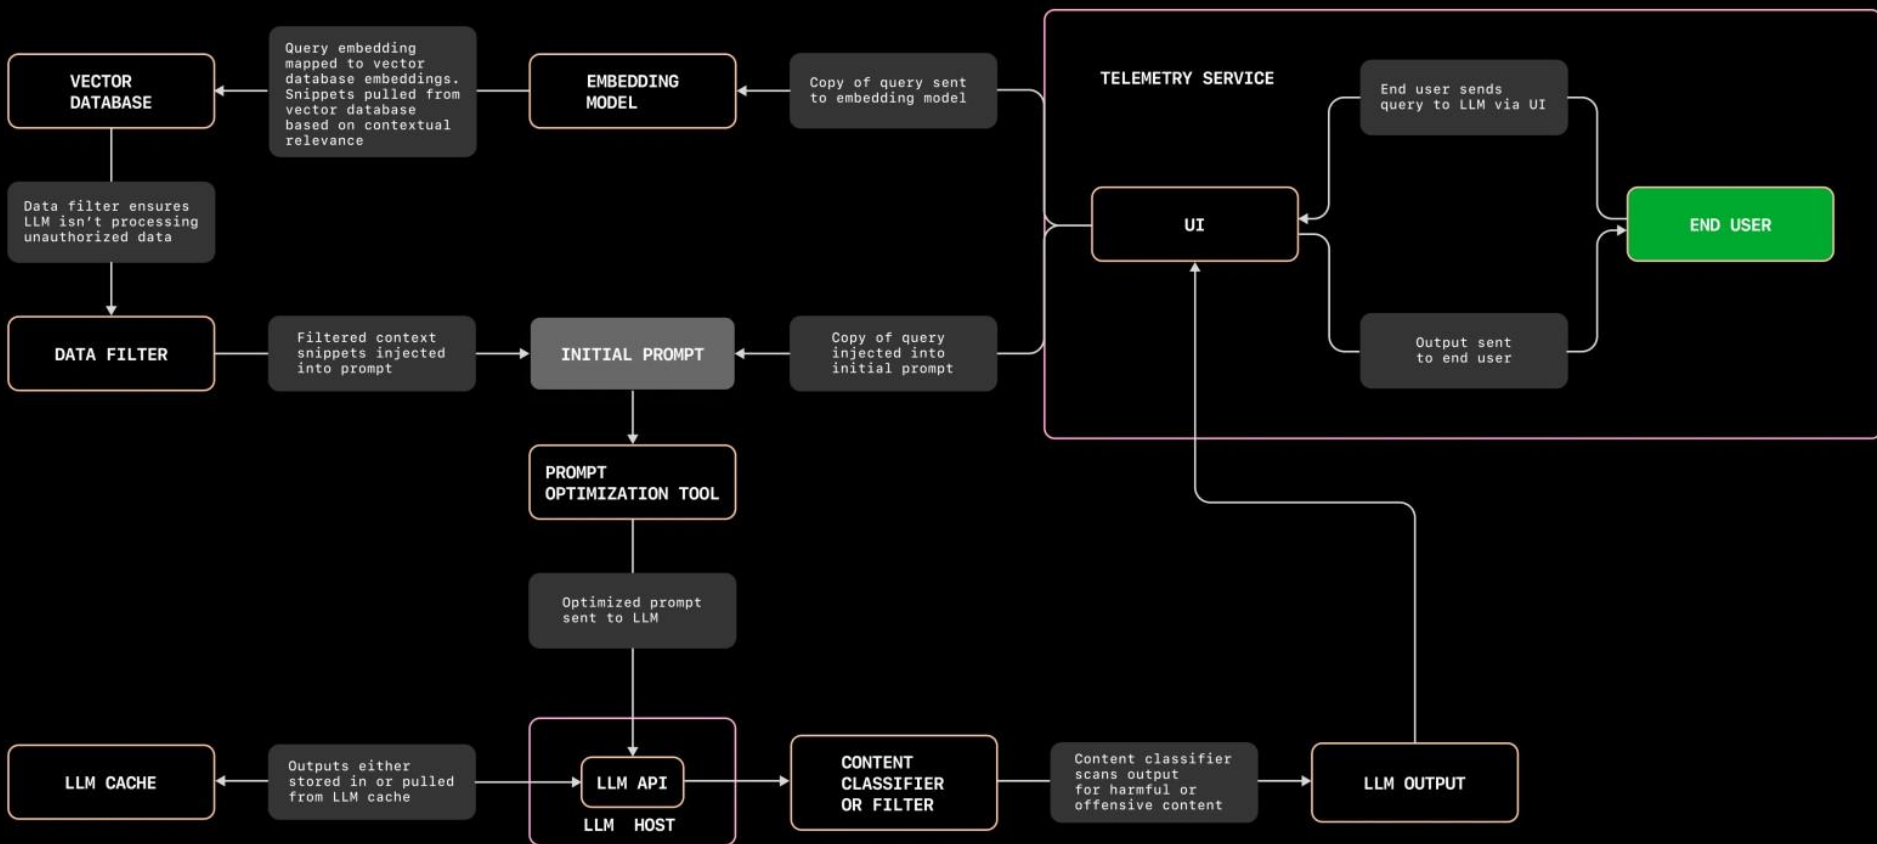 VECTOR
DATABASE
Query embedding
mapped to vector
database embeddings.
Snippets pulled from
vector database
based on contextual
relevance
EMBEDDING
MODEL
Copy of query sent
to embedding model
TELEMETRY SERVICE
End user sends
query to LLM via UI
Data filter ensures
LLM isn't processing
unauthorized data
UI
END USER
DATA FILTER
Filtered context
snippets injected
into prompt
INITIAL PROMPT
Copy of query
injected into
initial prompt
Output sent
to end user
PROMPT
OPTIMIZATION TOOL
Optimized prompt
sent to LLM
LLM CACHE
Outputs either
stored in or pulled
from LLM cache
LLM API
LLM HOST
CONTENT
CLASSIFIER
OR FILTER
Content classifier
scans output
for harmful or
offensive content
LLM OUTPUT